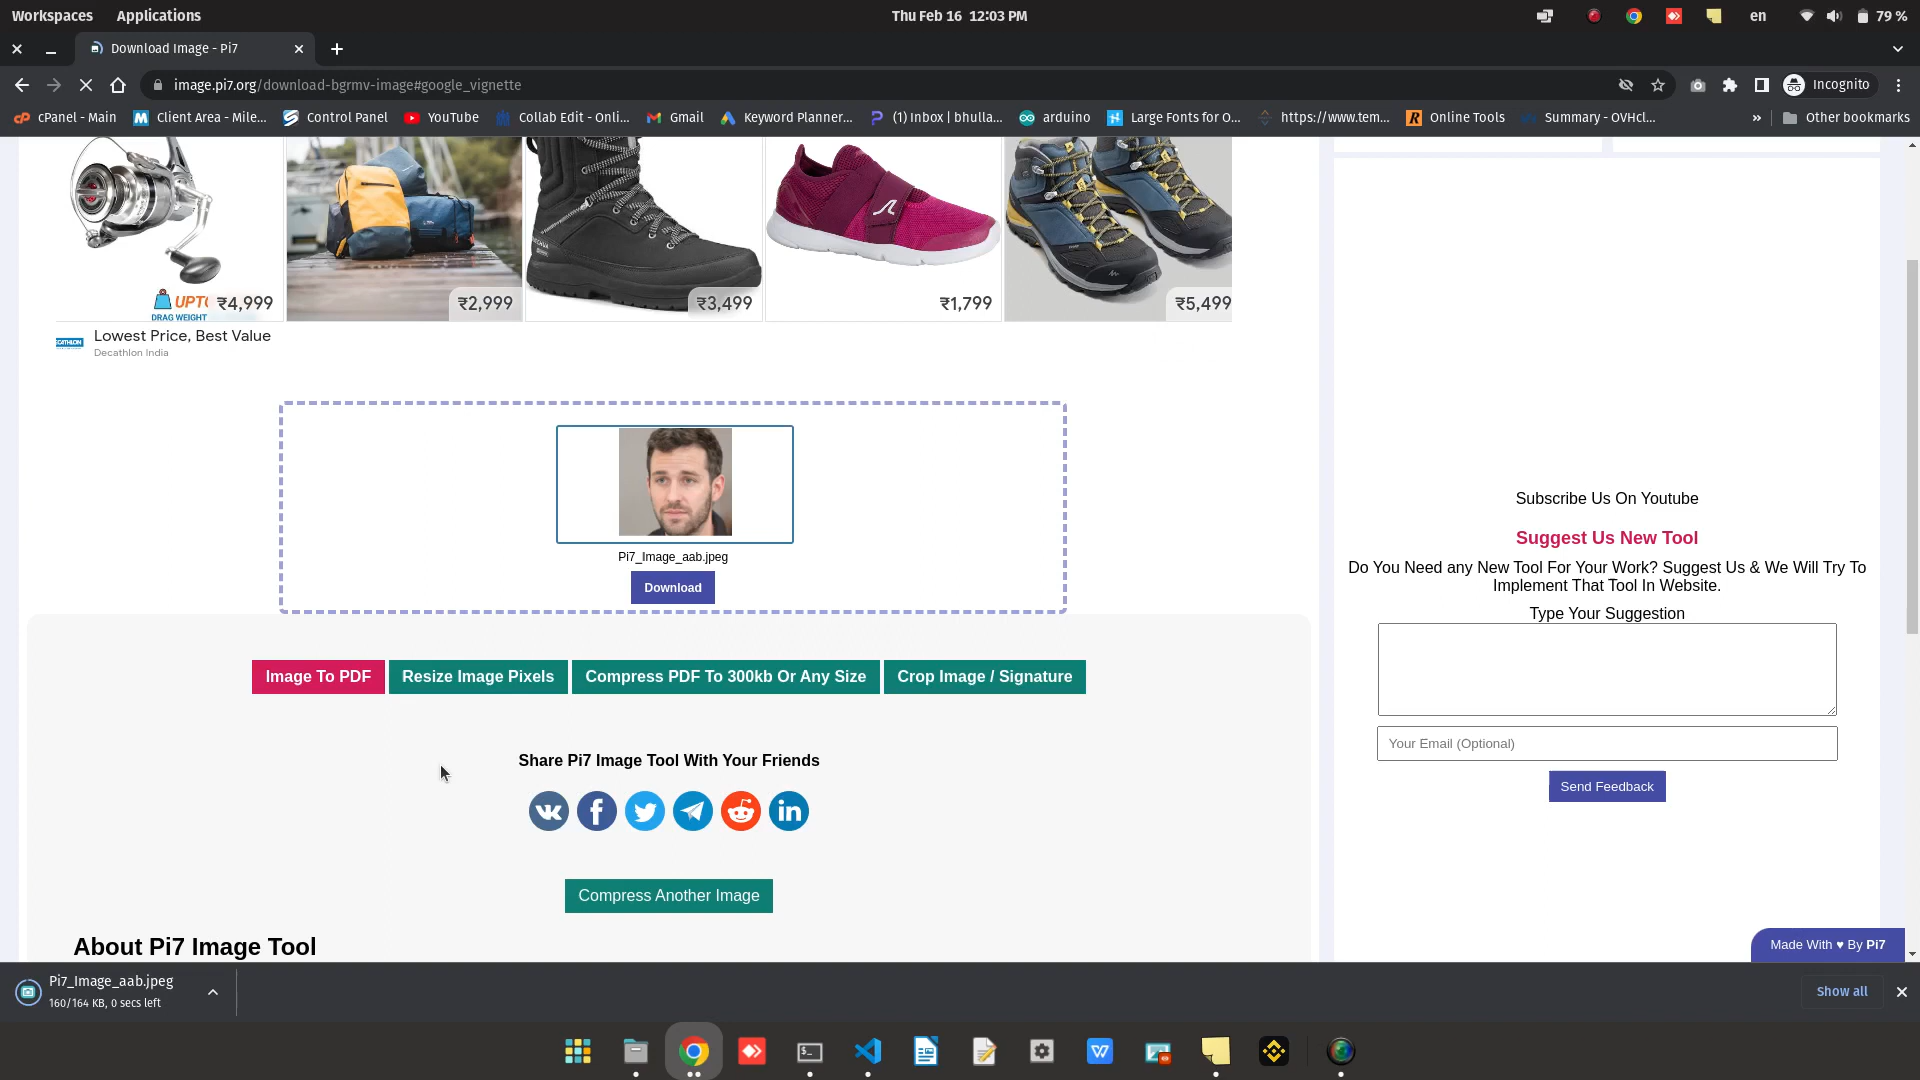 Workspaces Applications Thu Feb 16 12:03 PM en 79 %
Download Image - Pi7
image.pi7.org/download-bgrmv-image#google_vignette Incognito
cPanel - Main Client Area - Mile... Control Panel YouTube Collab Edit - Onli... Gmail Keyword Planner... (1) Inbox | bhulla... arduino Large Fonts for O... https://www.tem... Online Tools Summary - OVHcl... » Other bookmarks
₹4,999 ₹2,999 ₹3,499 ₹1,799 ₹5,499
DRAG WEIGHT
Lowest Price, Best Value
Decathlon India
Pi7_Image_aab.jpeg
Download
Image To PDF Resize Image Pixels Compress PDF To 300kb Or Any Size Crop Image / Signature
Share Pi7 Image Tool With Your Friends
Compress Another Image
About Pi7 Image Tool
Subscribe Us On Youtube
Suggest Us New Tool
Do You Need any New Tool For Your Work? Suggest Us & We Will Try To
Implement That Tool In Website.
Type Your Suggestion
Your Email (Optional)
Send Feedback
Made With ♥ By Pi7
Pi7_Image_aab.jpeg
160/164 KB, 0 secs left
Show all